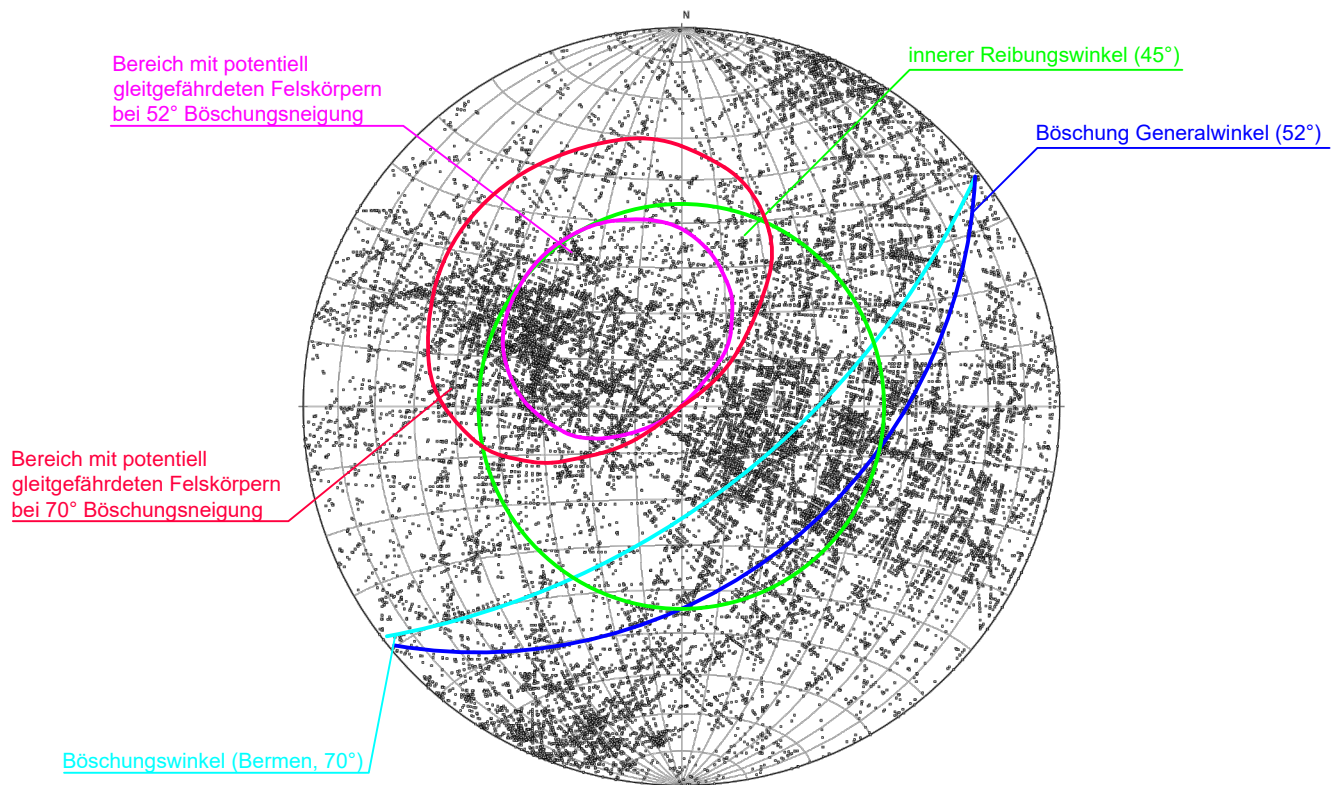 N
Bereich mit potentiell
gleitgefährdeten Felskörpern
bei 52° Böschungsneigung
innerer Reibungswinkel (45°)
Böschung Generalwinkel (52°)
Bereich mit potentiell
gleitgefährdeten Felskörpern
bei 70° Böschungsneigung
Böschungswinkel (Bermen, 70°)